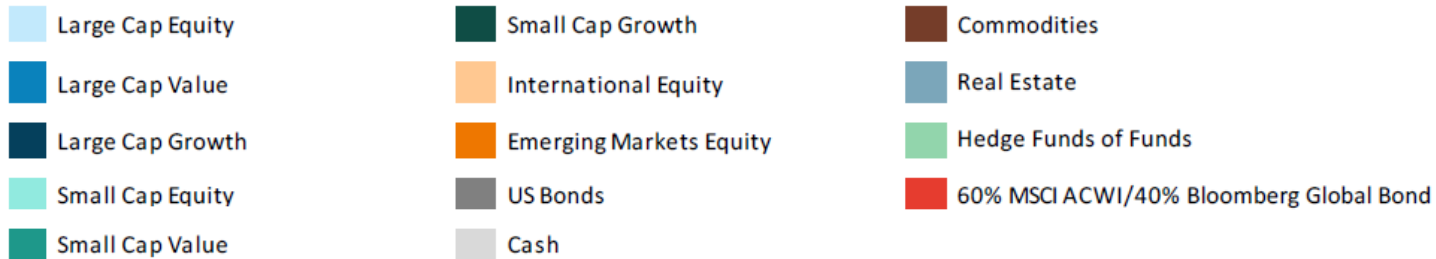 Large Cap Equity
Large Cap Value
Large Cap Growth
Small Cap Equity
Small Cap Value
Small Cap Growth
International Equity
Emerging Markets Equity
US Bonds
Cash
Commodities
Real Estate
Hedge Funds of Funds
60% MSCI ACWI/40% Bloomberg Global Bond